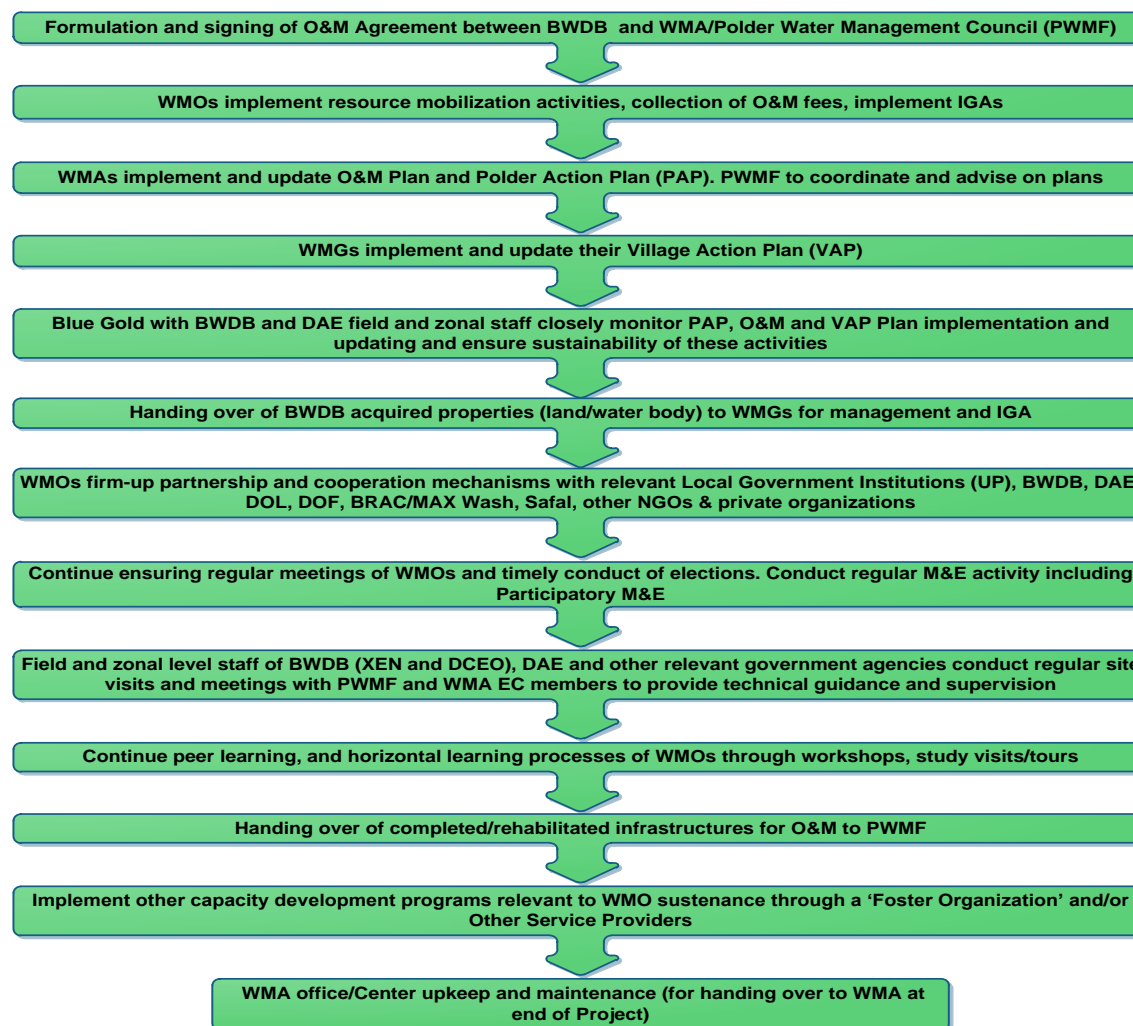 Formulation and signing of O&M Agreement between BWDB and WMA/Polder Water Management Council (PWMF)
WMOs implement resource mobilization activities, collection of O&M fees, implement IGAs
WMAs implement and update O&M Plan and Polder Action Plan (PAP). PWMF to coordinate and advise on plans
WMGs implement and update their Village Action Plan (VAP)
Blue Gold with BWDB and DAE field and zonal staff closely monitor PAP, O&M and VAP Plan implementation and
updating and ensure sustainability of these activities
Handing over of BWDB acquired properties (land/water body) to WMGs for management and IGA
WMOs firm-up partnership and cooperation mechanisms with relevant Local Government Institutions (UP), BWDB, DAE
DOL, DOF, BRAC/MAX Wash, Safal, other NGOs & private organizations
Continue ensuring regular meetings of WMOs and timely conduct of elections. Conduct regular M&E activity including
Participatory M&E
Field and zonal level staff of BWDB (XEN and DCEO), DAE and other relevant government agencies conduct regular site
visits and meetings with PWMF and WMA EC members to provide technical guidance and supervision
Continue peer learning, and horizontal learning processes of WMOs through workshops, study visits/tours
Handing over of completed/rehabilitated infrastructures for O&M to PWMF
Implement other capacity development programs relevant to WMO sustenance through a ‘Foster Organization’ and/or
Other Service Providers
WMA office/Center upkeep and maintenance (for handing over to WMA at
end of Project)